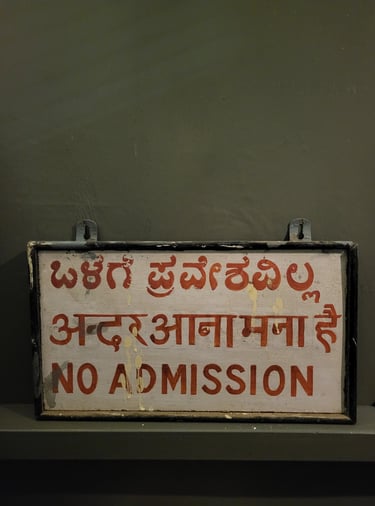 ಒಳಗೆ ಪ್ರವೇಶವಿಲ್ಲ
अन्दर आना मना है
NO ADMISSION